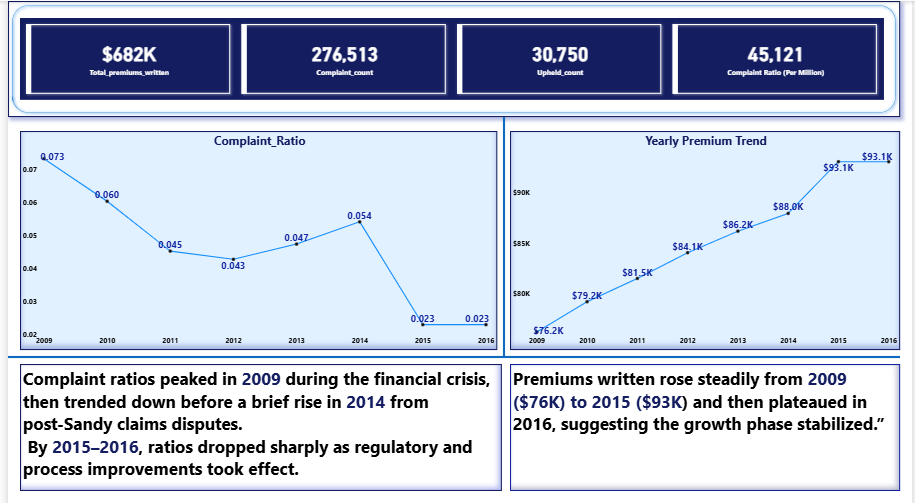 $682K
Total_premiums_written
276,513
Complaint_count
30,750
Upheld_count
45,121
Complaint Ratio (Per Million)
Complaint_Ratio
0.07
0.06
0.05
0.04
0.03
0.02
0.073
0.060
0.045
0.043
0.047
0.054
0.023
0.023
2009 2010 2011 2012 2013 2014 2015 2016
Yearly Premium Trend
$90K
$85K
$80K
$76.2K
$79.2K
$81.5K
$84.1K
$86.2K
$88.0K
$93.1K
$93.1K
2009 2010 2011 2012 2013 2014 2015 2016
Complaint ratios peaked in 2009 during the financial crisis,
then trended down before a brief rise in 2014 from
post-Sandy claims disputes.
By 2015–2016, ratios dropped sharply as regulatory and
process improvements took effect.
Premiums written rose steadily from 2009
($76K) to 2015 ($93K) and then plateaued in
2016, suggesting the growth phase stabilized.”